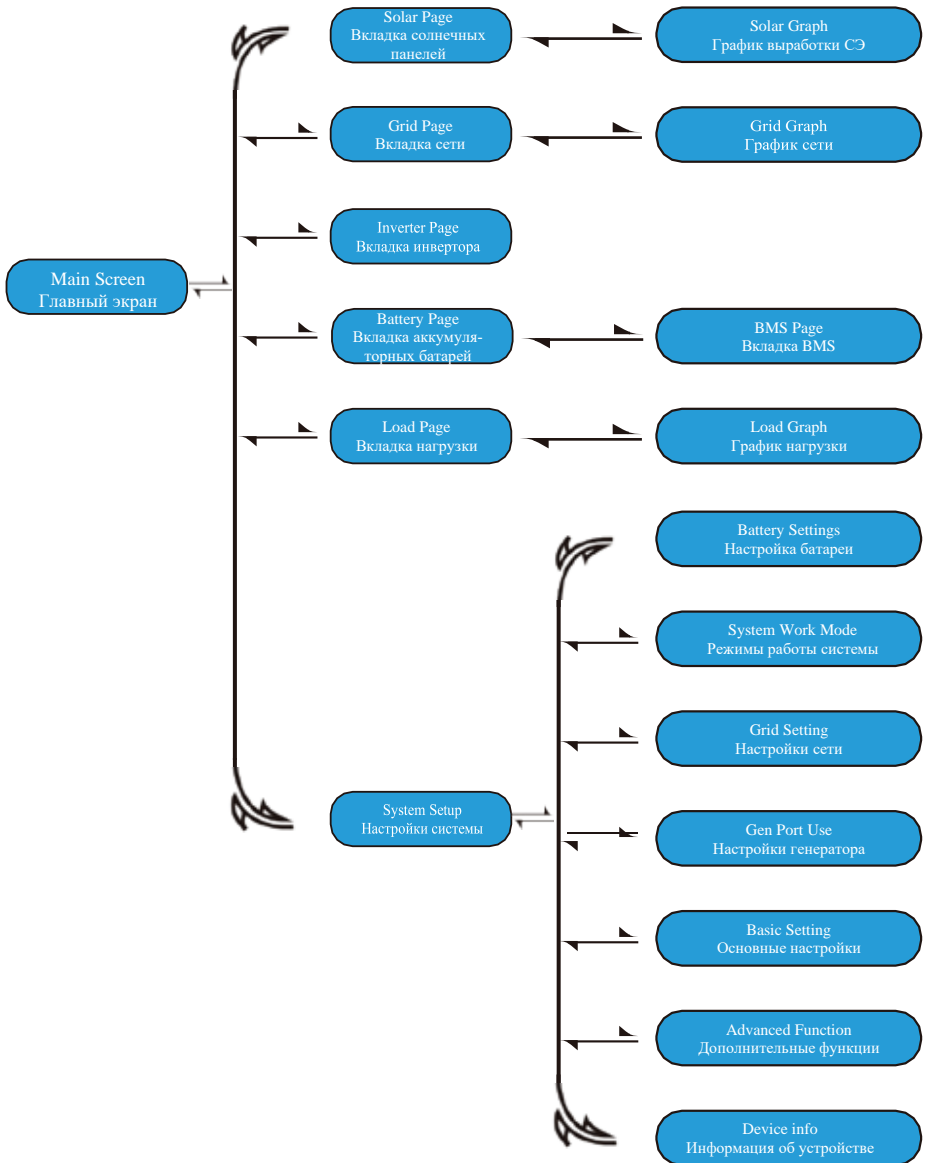 Solar Page
Вкладка солнечных
панелей
Solar Graph
График выработки СЭ
Grid Page
Вкладка сети
Grid Graph
График сети
Inverter Page
Вкладка инвертора
Main Screen
Главный экран
Battery Page
Вкладка аккумуля-
торных батарей
BMS Page
Вкладка BMS
Load Page
Вкладка нагрузки
Load Graph
График нагрузки
Battery Settings
Настройка батареи
System Work Mode
Режимы работы системы
Grid Setting
Настройки сети
System Setup
Настройки системы
Gen Port Use
Настройки генератора
Basic Setting
Основные настройки
Advanced Function
Дополнительные функции
Device info
Информация об устройстве